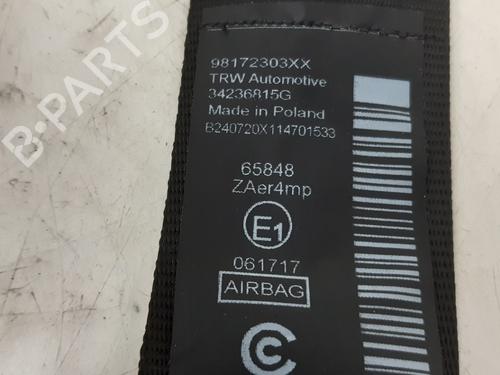 98172303XX
TRW Automotive
34236815G
Made in Poland
B240720X114701533
65848
ZAer4mp
E1
061717
AIRBAG
B-PARTS